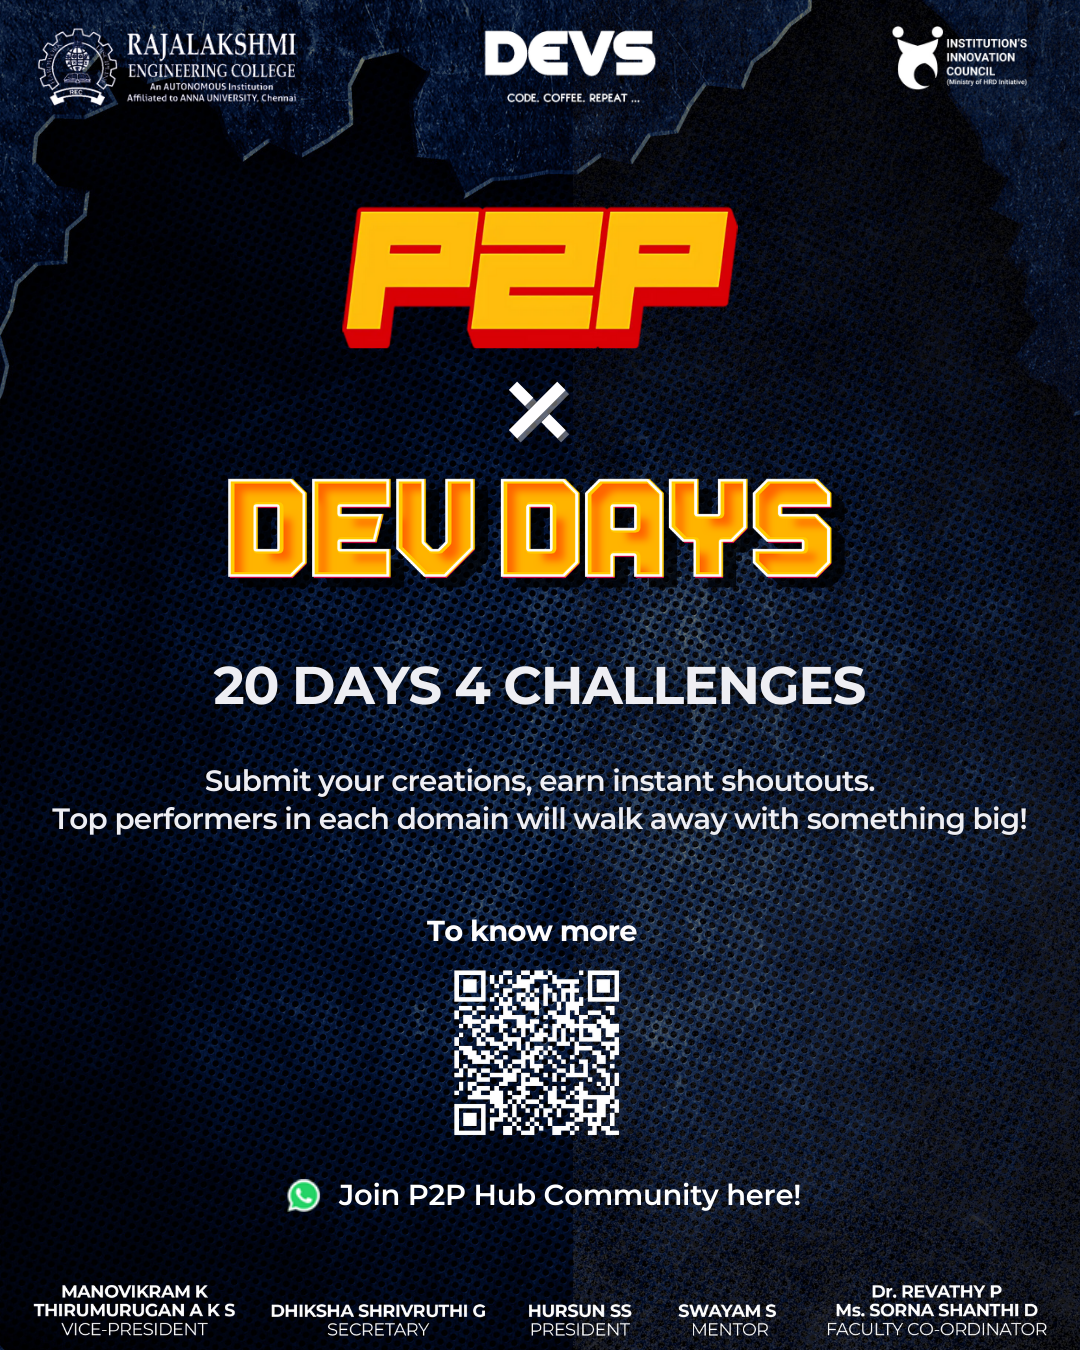 RAJALAKSHMI
ENGINEERING COLLEGE
An AUTONOMOUS Institution
Affiliated to ANNA UNIVERSITY, Chennai
REC
DEVS
CODE. COFFEE. REPEAT ...
INSTITUTION'S
INNOVATION
COUNCIL
(Ministry of HRD Initiative)
P2P
×
DEV DAYS
20 DAYS 4 CHALLENGES
Submit your creations, earn instant shoutouts.
Top performers in each domain will walk away with something big!
To know more
Join P2P Hub Community here!
MANOVIKRAM K
THIRUMURUGAN A K S
VICE-PRESIDENT
DHIKSHA SHRIVRUTHI G
SECRETARY
HURSUN SS
PRESIDENT
SWAYAM S
MENTOR
Dr. REVATHY P
Ms. SORNA SHANTHI D
FACULTY CO-ORDINATOR